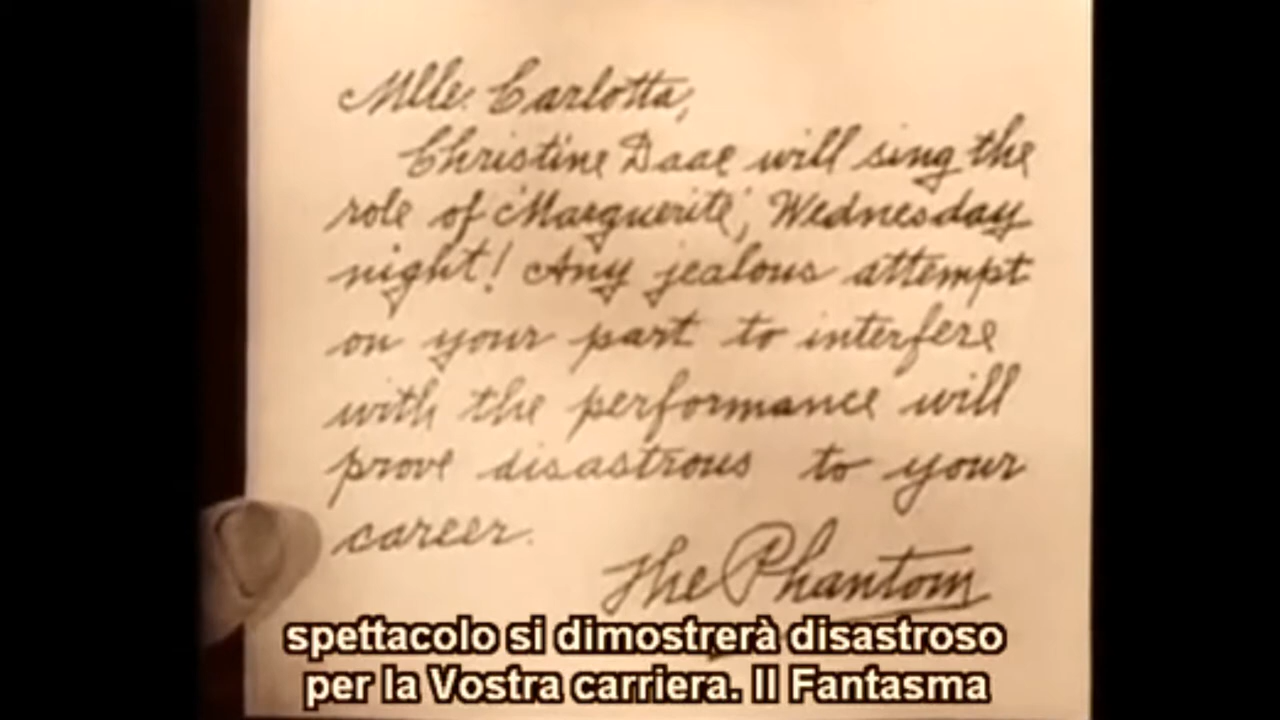 Mlle. Carlotta,
Christine Daae will sing the
role of 'Marguerite', Wednesday
night! Any jealous attempt
on your part to interfere
with the performance will
prove disastrous to your
career.
The Phantom
spettacolo si dimostrerà disastroso
per la Vostra carriera. Il Fantasma